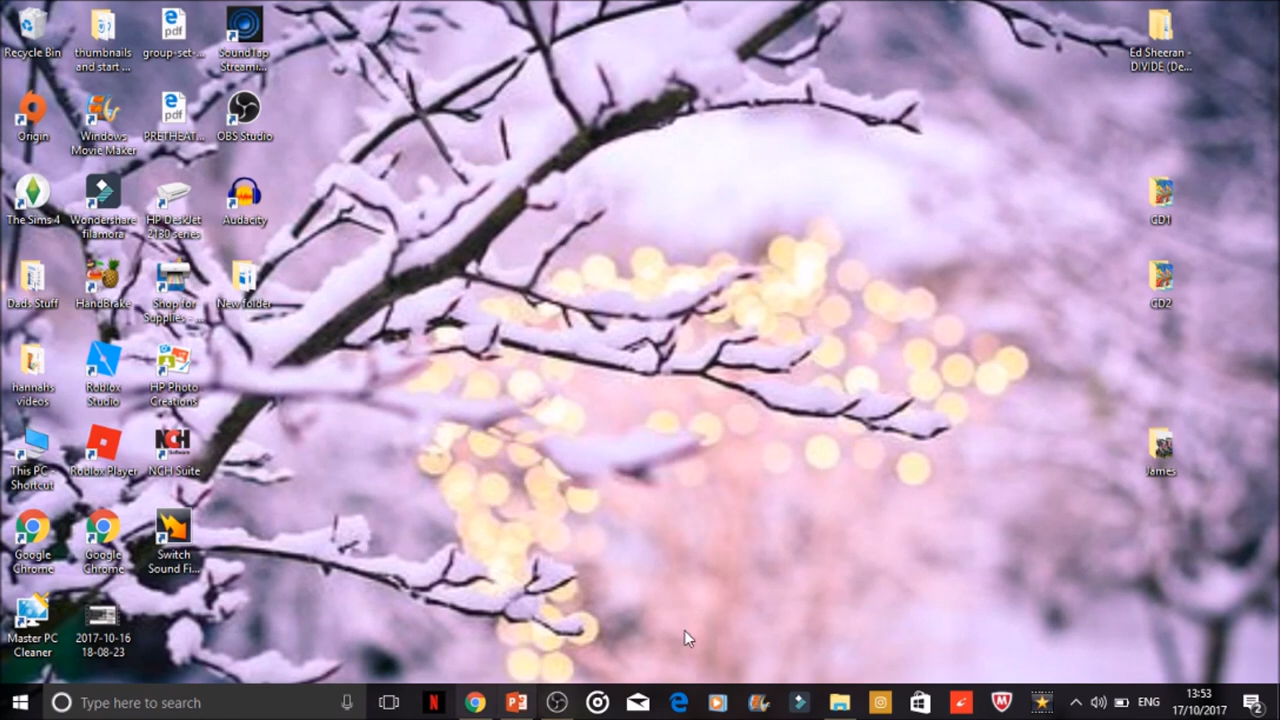 Recycle Bin
thumbnails
and start ...
group-set-...
SoundTap
Streami...
Ed Sheeran -
DIVIDE (De...
Origin
Windows
Movie Maker
PRETHEAT...
OBS Studio
The Sims 4
Wondershare
filamora
HP DeskJet
2130 series
Audacity
CD1
Dads Stuff
HandBrake
Shop for
Supplies - ...
New folder
CD2
hannahs
videos
Roblox
Studio
HP Photo
Creations
This PC -
Shortcut
Roblox Player
NCH Suite
James
Google
Chrome
Google
Chrome
Switch
Sound Fi...
Master PC
Cleaner
2017-10-16
18-08-23
Type here to search
ENG
13:53
17/10/2017
2